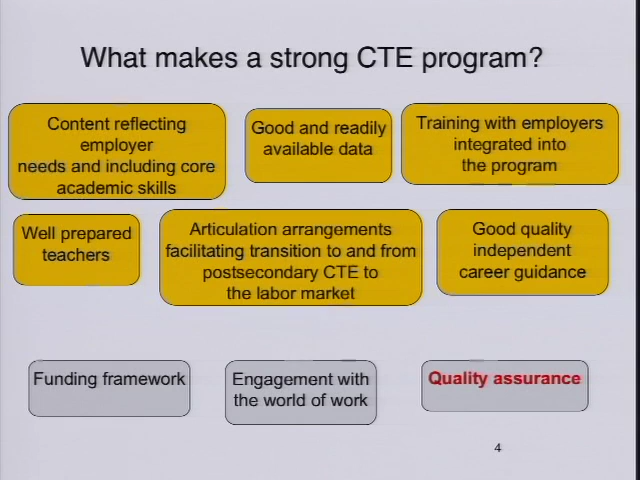 What makes a strong CTE program?
Content reflecting
employer
needs and including core
academic skills
Good and readily
available data
Training with employers
integrated into
the program
Well prepared
teachers
Articulation arrangements
facilitating transition to and from
postsecondary CTE to
the labor market
Good quality
independent
career guidance
Funding framework
Engagement with
the world of work
Quality assurance
4